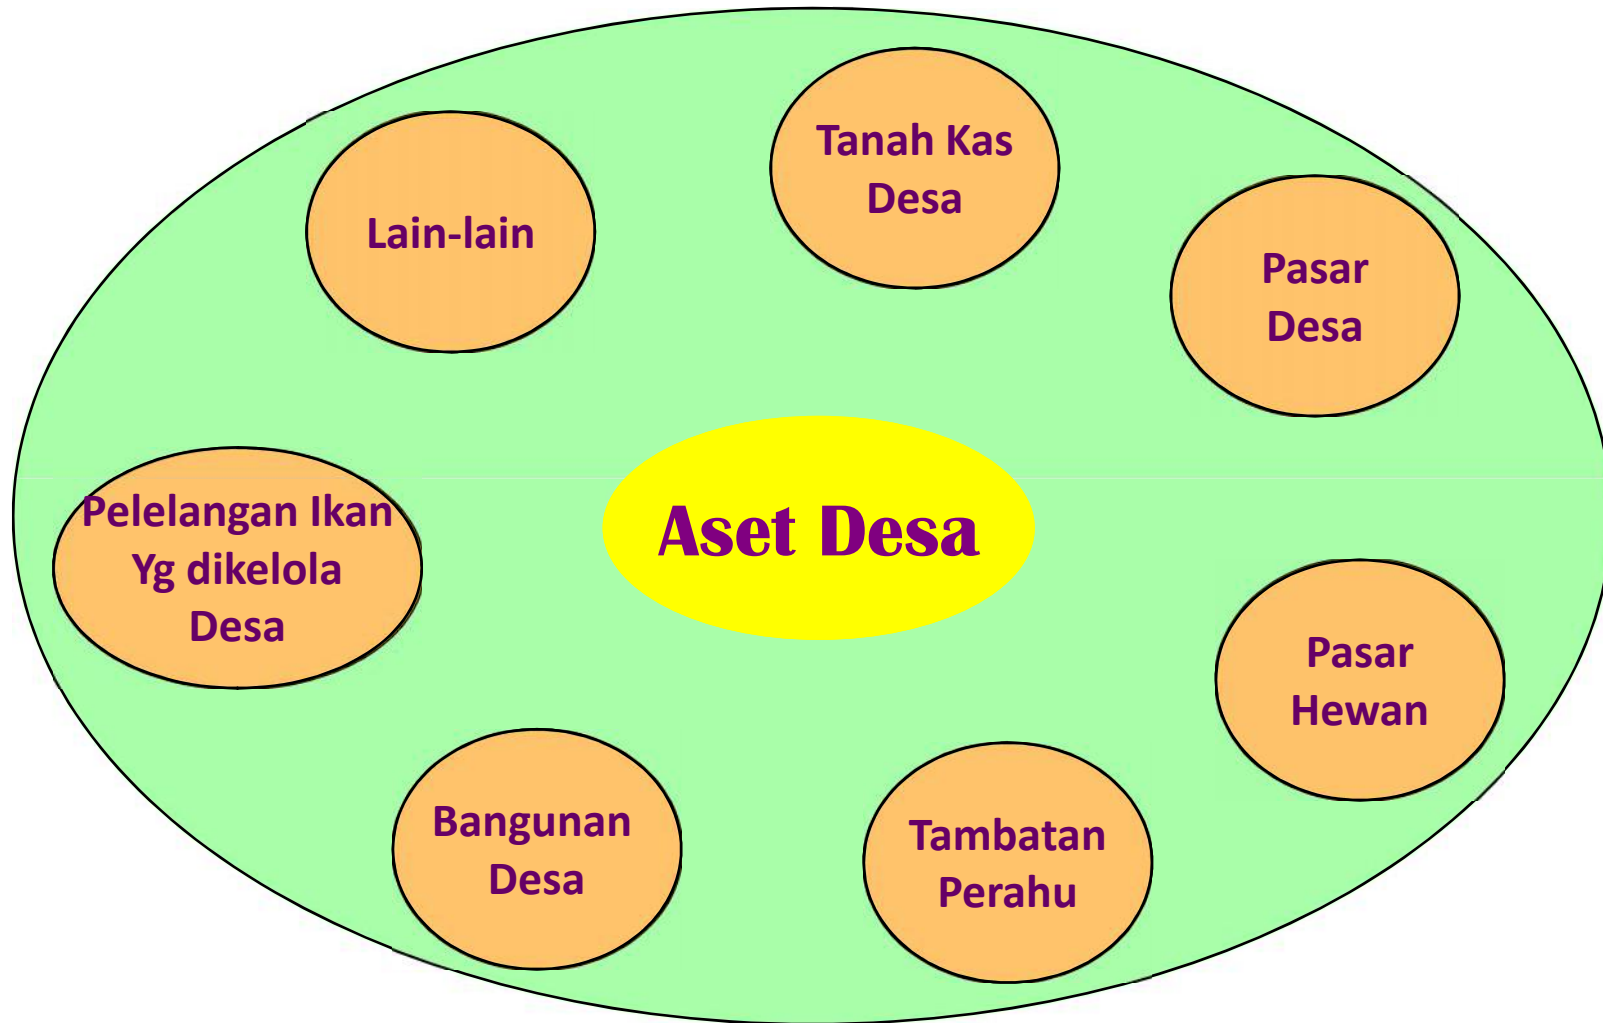 Tanah Kas
Desa
Lain-lain
Pasar
Desa
Pelelangan Ikan
Yg dikelola
Desa
Aset Desa
Pasar
Hewan
Bangunan
Desa
Tambatan
Perahu